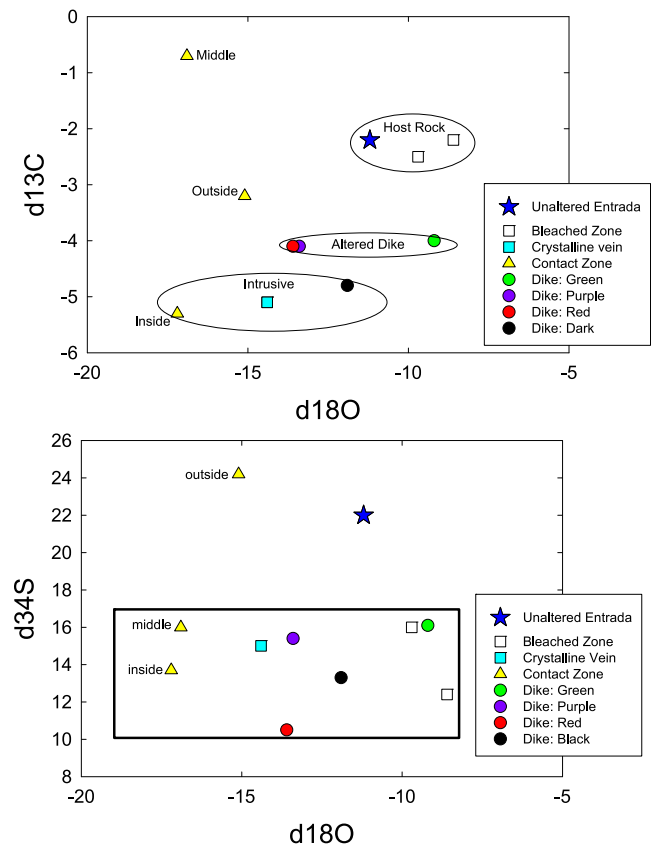 0
-1
-2
-3
-4
-5
-6
d13C
Middle
Host Rock
Outside
Altered Dike
Intrusive
Inside
Unaltered Entrada
Bleached Zone
Crystalline vein
Contact Zone
Dike: Green
Dike: Purple
Dike: Red
Dike: Dark
-20 -15 -10 -5
d18O
26
24
22
20
18
16
14
12
10
8
d34S
outside
middle
inside
Unaltered Entrada
Bleached Zone
Crystalline Vein
Contact Zone
Dike: Green
Dike: Purple
Dike: Red
Dike: Black
-20 -15 -10 -5
d18O